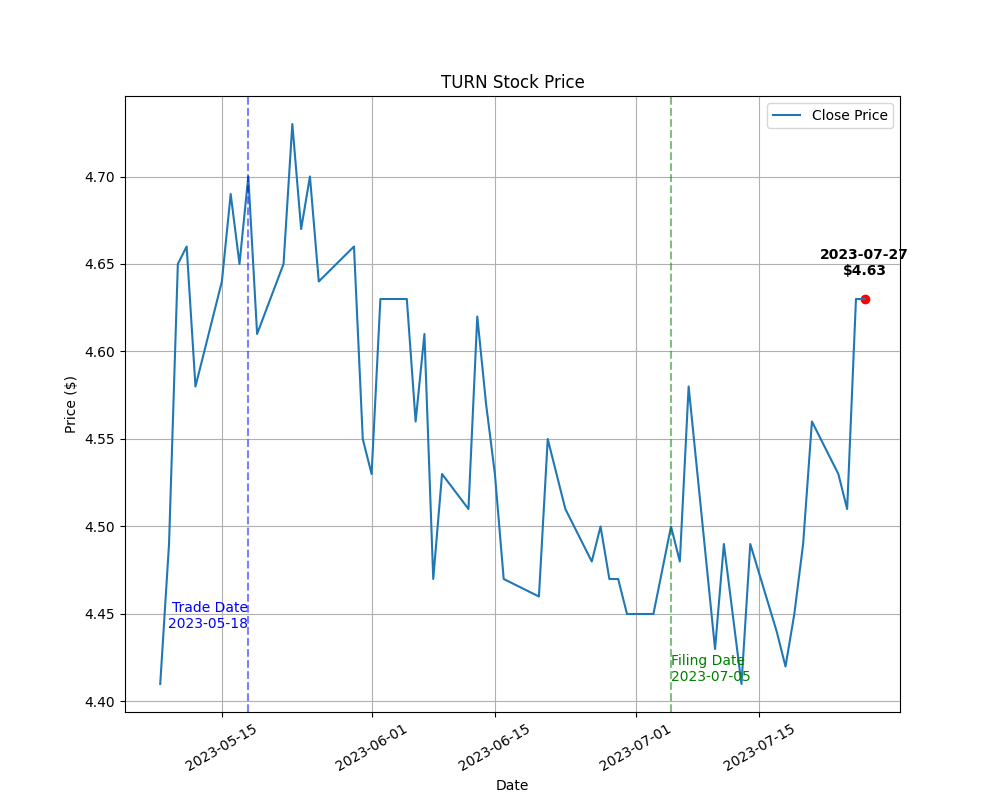 TURN Stock Price
Close Price
Price ($)
4.70
4.65
4.60
4.55
4.50
4.45
4.40
2023-07-27
$4.63
Trade Date
2023-05-18
Filing Date
2023-07-05
2023-05-15
2023-06-01
2023-06-15
2023-07-01
2023-07-15
Date